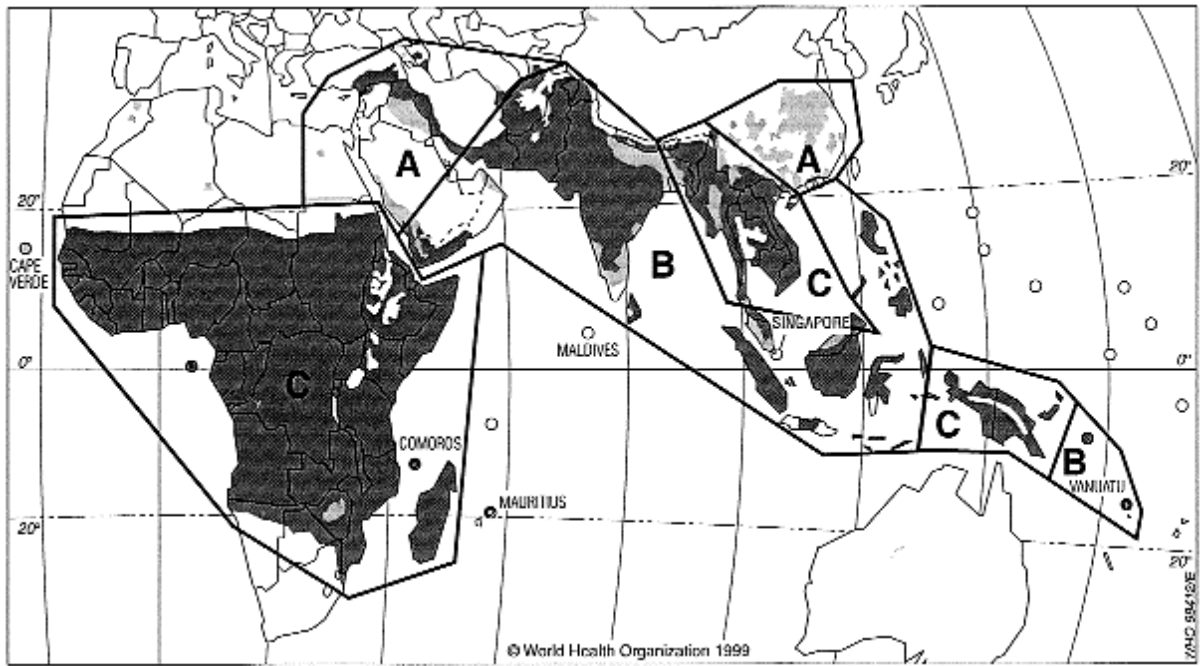 A
A
20°
20°
CAPE
VERDE
B
C
SINGAPORE
MALDIVES
0°
0°
C
C
COMOROS
B
VANUATU
MAURITIUS
20°
20°
© World Health Organization 1999
WHO 99412/E